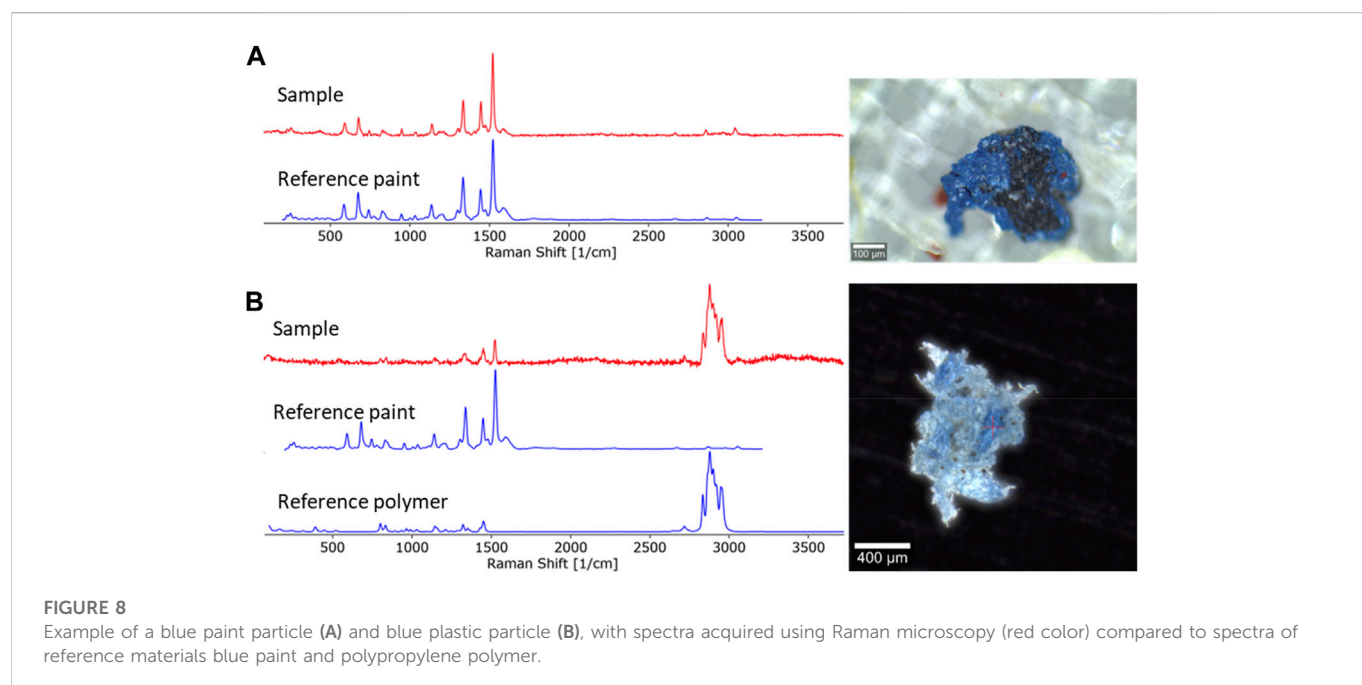 A
Sample
Reference paint
500 1000 1500 2000 2500 3000 3500
Raman Shift [1/cm]
100 µm
B
Sample
Reference paint
Reference polymer
500 1000 1500 2000 2500 3000 3500
Raman Shift [1/cm]
400 µm
FIGURE 8
Example of a blue paint particle (A) and blue plastic particle (B), with spectra acquired using Raman microscopy (red color) compared to spectra of
reference materials blue paint and polypropylene polymer.